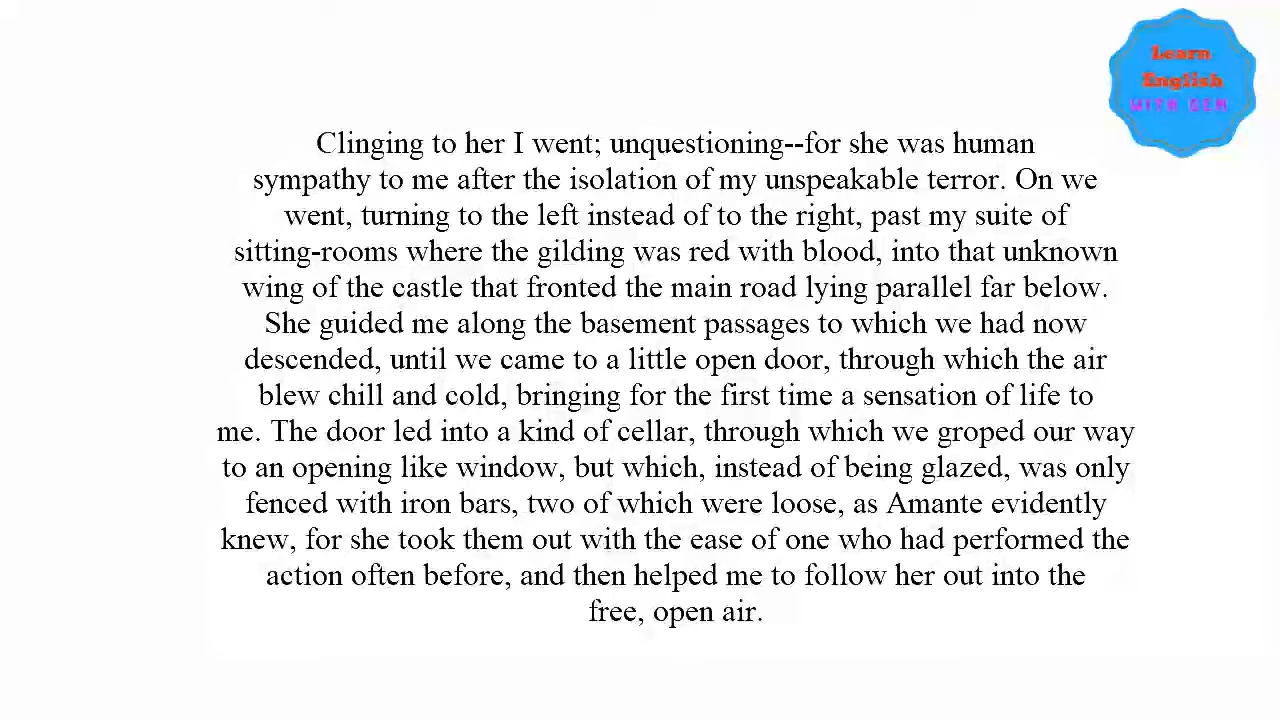 Learn
English
WITH GEM
Clinging to her I went; unquestioning--for she was human
sympathy to me after the isolation of my unspeakable terror. On we
went, turning to the left instead of to the right, past my suite of
sitting-rooms where the gilding was red with blood, into that unknown
wing of the castle that fronted the main road lying parallel far below.
She guided me along the basement passages to which we had now
descended, until we came to a little open door, through which the air
blew chill and cold, bringing for the first time a sensation of life to
me. The door led into a kind of cellar, through which we groped our way
to an opening like window, but which, instead of being glazed, was only
fenced with iron bars, two of which were loose, as Amante evidently
knew, for she took them out with the ease of one who had performed the
action often before, and then helped me to follow her out into the
free, open air.